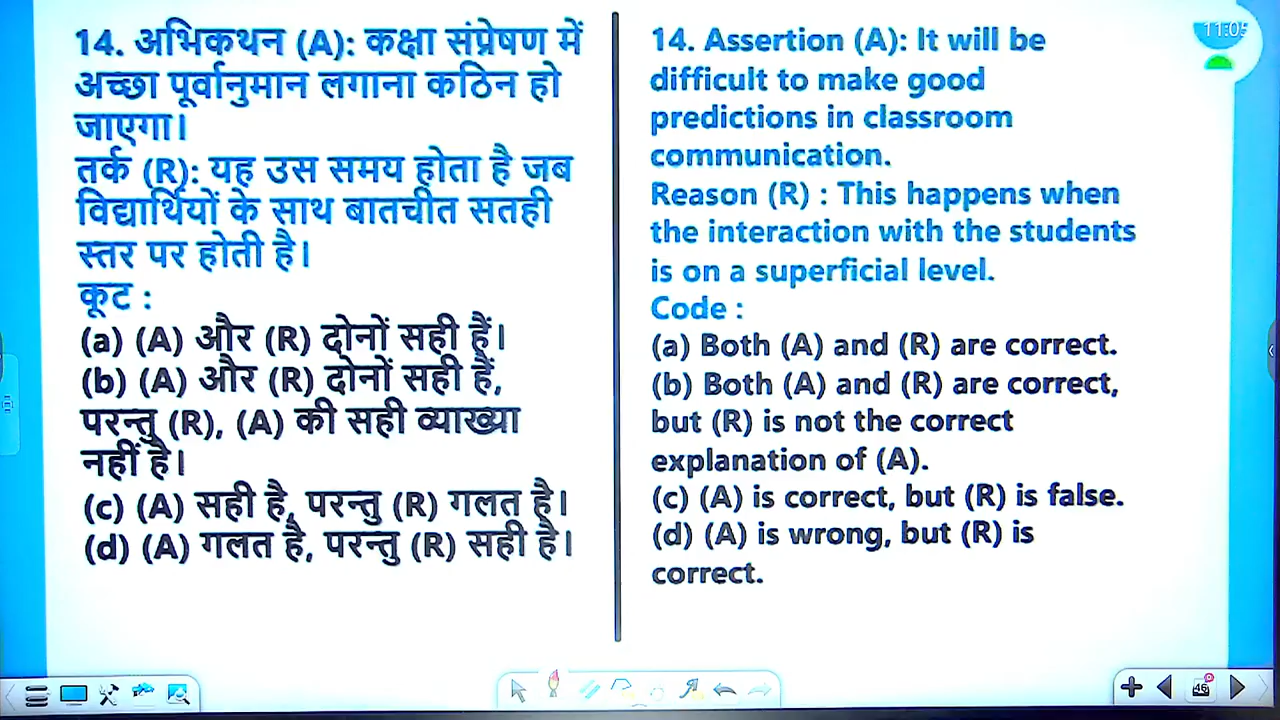 14. अभिकथन (A): कक्षा संप्रेषण में
अच्छा पूर्वानुमान लगाना कठिन हो
जाएगा।
तर्क (R): यह उस समय होता है जब
विद्यार्थियों के साथ बातचीत सतही
स्तर पर होती है।
कूट :
(a) (A) और (R) दोनों सही हैं।
(b) (A) और (R) दोनों सही हैं,
परन्तु (R), (A) की सही व्याख्या
नहीं है।
(c) (A) सही है, परन्तु (R) गलत है।
(d) (A) गलत है, परन्तु (R) सही है।
14. Assertion (A): It will be
difficult to make good
predictions in classroom
communication.
Reason (R) : This happens when
the interaction with the students
is on a superficial level.
Code :
(a) Both (A) and (R) are correct.
(b) Both (A) and (R) are correct,
but (R) is not the correct
explanation of (A).
(c) (A) is correct, but (R) is false.
(d) (A) is wrong, but (R) is
correct.
11:05
46